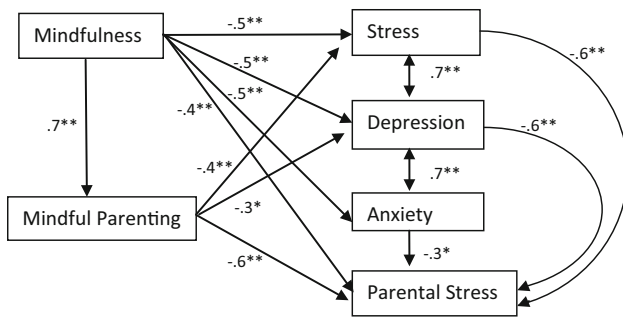 Mindfulness
Stress
-.5**
-.6**
-.5**
.7**
-.5**
-.4**
.7**
Depression
-.6**
-.4**
.7**
Mindful Parenting
-.3*
Anxiety
-.6**
-.3*
Parental Stress